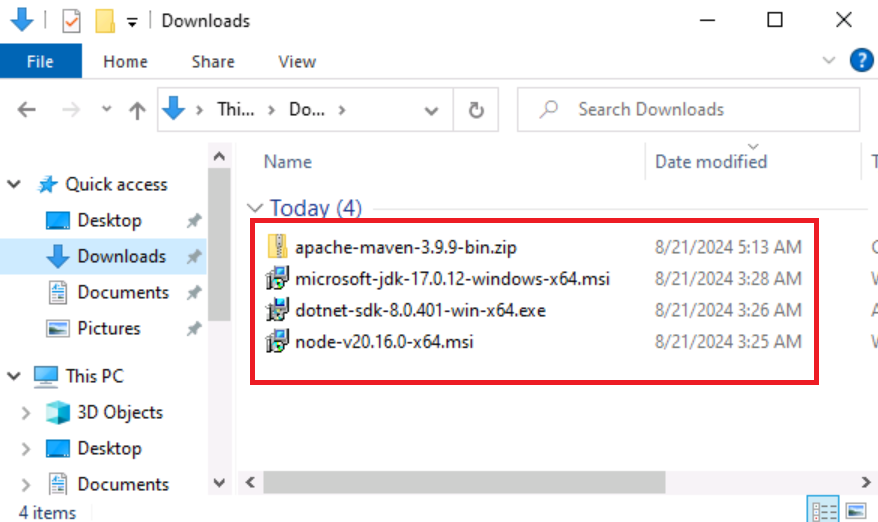 Downloads
File Home Share View ?
Thi... Do... Search Downloads
Name Date modified T
Quick access
Desktop
Downloads
Documents
Pictures
This PC
3D Objects
Desktop
Documents
Today (4)
apache-maven-3.9.9-bin.zip 8/21/2024 5:13 AM
microsoft-jdk-17.0.12-windows-x64.msi 8/21/2024 3:28 AM
dotnet-sdk-8.0.401-win-x64.exe 8/21/2024 3:26 AM
node-v20.16.0-x64.msi 8/21/2024 3:25 AM
4 items